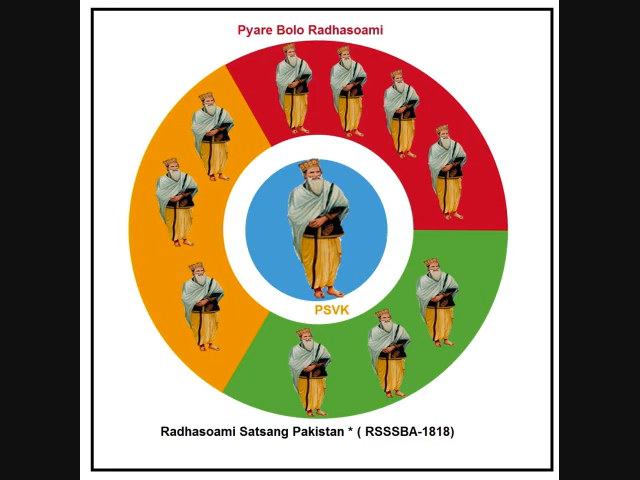 Pyare Bolo Radhasoami
PSVK
Radhasoami Satsang Pakistan * ( RSSSBA-1818)